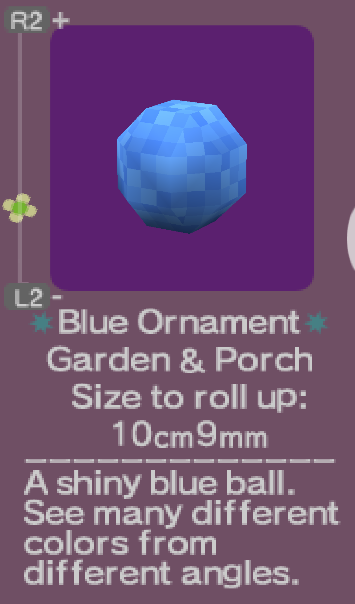 R2 +
L2 -
Blue Ornament
Garden & Porch
Size to roll up:
10cm9mm
A shiny blue ball.
See many different
colors from
different angles.